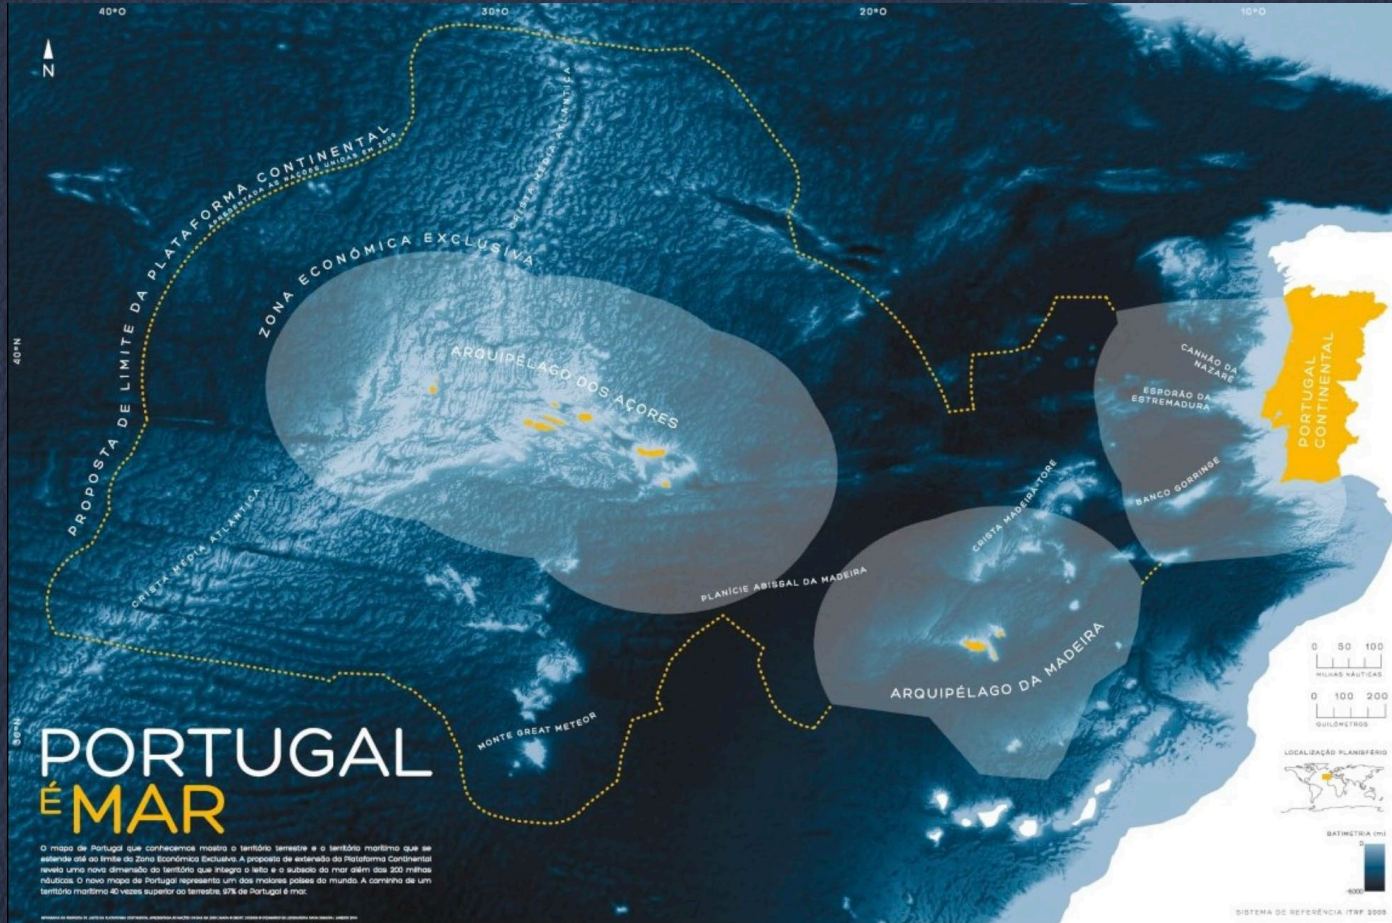 40°O
30°O
20°O
10°O
N
PROPOSTA DE LIMITE DA PLATAFORMA CONTINENTAL
APRESENTADA ÀS NAÇÕES UNIDAS EM 2009
CRISTA MÉDIA ATLÂNTICA
ZONA ECONÓMICA EXCLUSIVA
40°N
ARQUIPÉLAGO DOS AÇORES
CANHÃO DA
NAZARÉ
ESPORÃO DA
ESTREMADURA
PORTUGAL
CONTINENTAL
BANCO GORRINGE
CRISTA MADEIRA-TORE
CRISTA MÉDIA ATLÂNTICA
PLANÍCIE ABISSAL DA MADEIRA
ARQUIPÉLAGO DA MADEIRA
MONTE GREAT METEOR
30°N
0 50 100
MILHAS NÁUTICAS
0 100 200
QUILÓMETROS
LOCALIZAÇÃO PLANISFÉRIO
BATIMETRIA (m)
0
-6000
SISTEMA DE REFERÊNCIA ITRF 2005
PORTUGAL
É MAR
O mapa de Portugal que conhecemos mostra o território terrestre e o território marítimo que se
estende até ao limite da Zona Económica Exclusiva. A proposta de extensão da Plataforma Continental
revela uma nova dimensão do território que integra o leito e o subsolo do mar além das 200 milhas
náuticas. O novo mapa de Portugal representa um dos maiores países do mundo. A caminho de um
território marítimo 40 vezes superior ao terrestre, 97% de Portugal é mar.